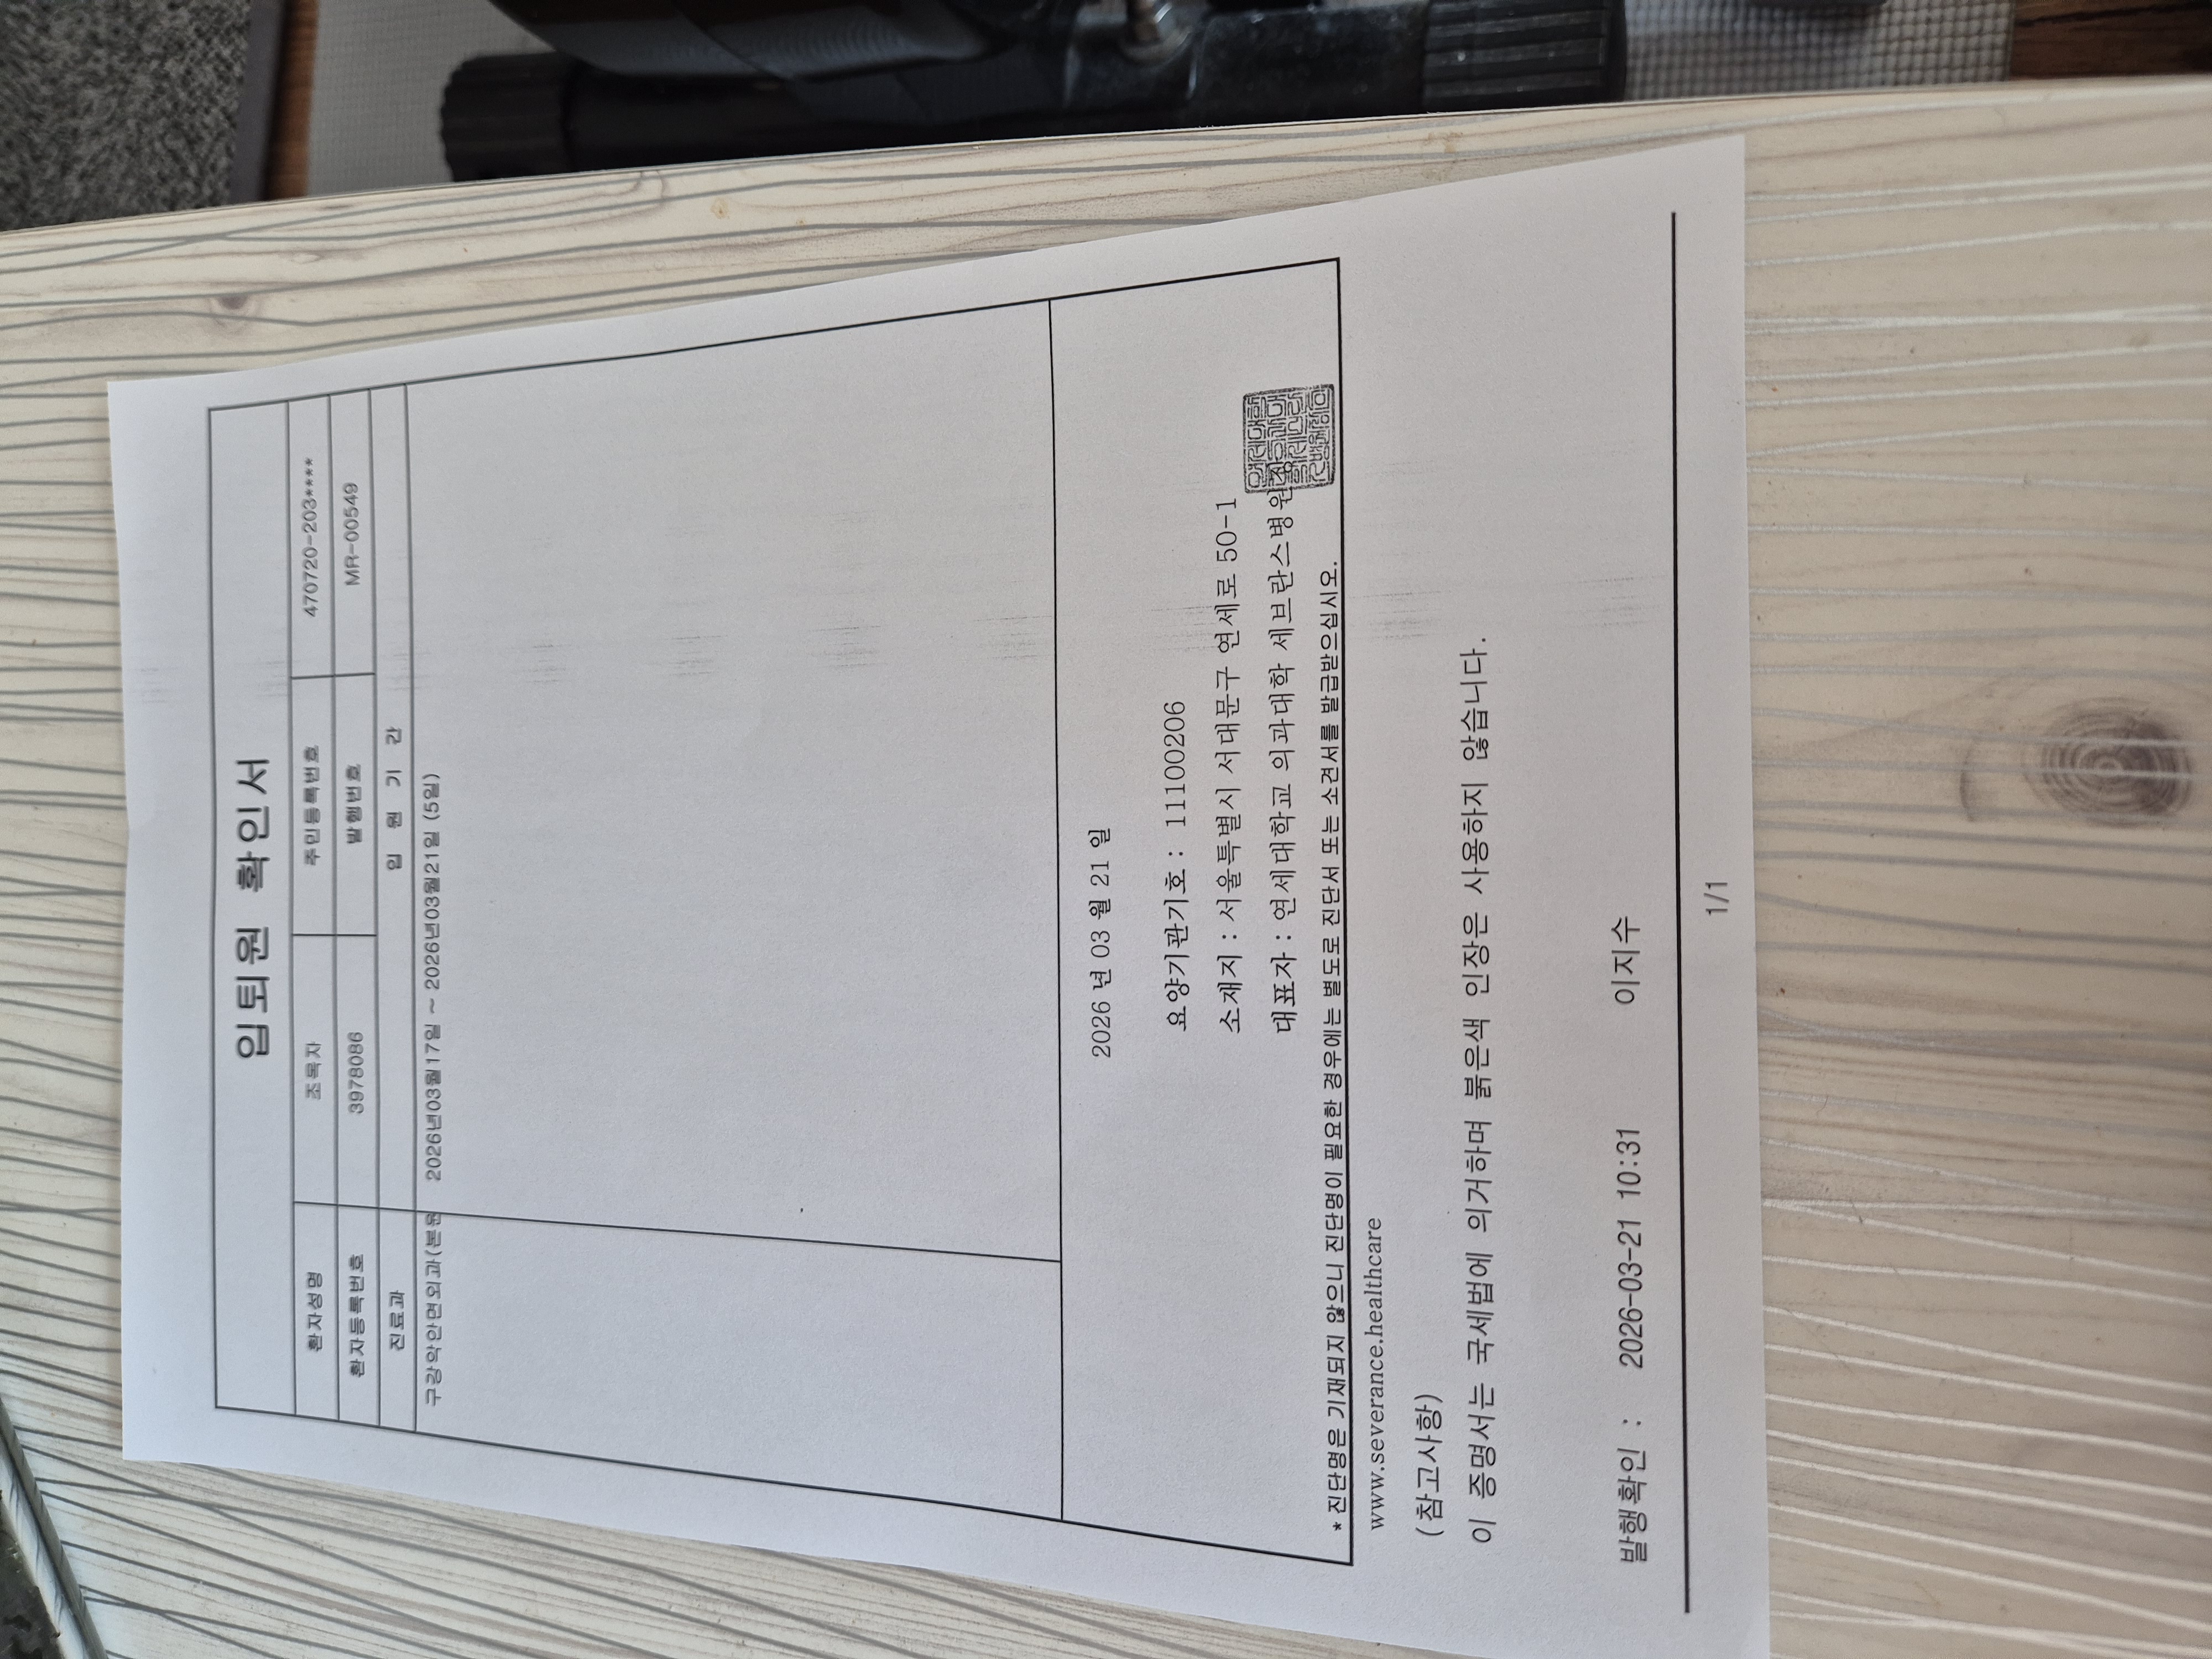 입퇴원 확인서
환자성명 조목자 주민등록번호 470720-203****
환자등록번호 3978086 발행번호 MR-00549
진료과 입 원 기 간
구강악안면외과(본원 2026년03월17일 ~ 2026년03월21일 (5일)
2026 년 03 월 21 일
요양기관기호 : 11100206
소재지 : 서울특별시 서대문구 연세로 50-1
대표자 : 연세대학교 의과대학 세브란스병원장
* 진단명은 기재되지 않으니 진단명이 필요한 경우에는 별도로 진단서 또는 소견서를 발급받으십시오.
www.severance.healthcare
(참고사항)
이 증명서는 국세법에 의거하며 붉은색 인장은 사용하지 않습니다.
발행확인 : 2026-03-21 10:31 이지수
1/1